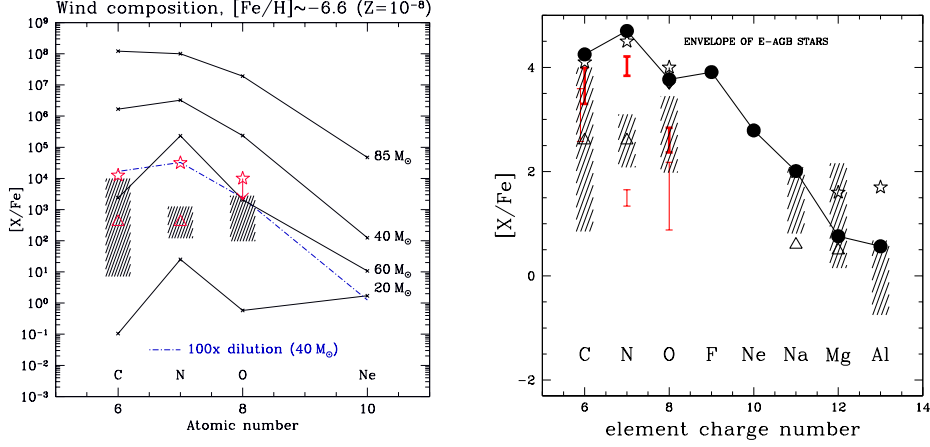 Wind composition, [Fe/H]~−6.6 (Z=10⁻⁸)
[X/Fe]
10⁹
10⁸
10⁷
10⁶
10⁵
10⁴
10³
10²
10¹
10⁰
10⁻¹
10⁻²
10⁻³
85 M☉
40 M☉
60 M☉
20 M☉
100x dilution (40 M☉)
C N O Ne
6 8 10
Atomic number
ENVELOPE OF E-AGB STARS
[X/Fe]
4
2
0
−2
C N O F Ne Na Mg Al
6 8 10 12 14
element charge number